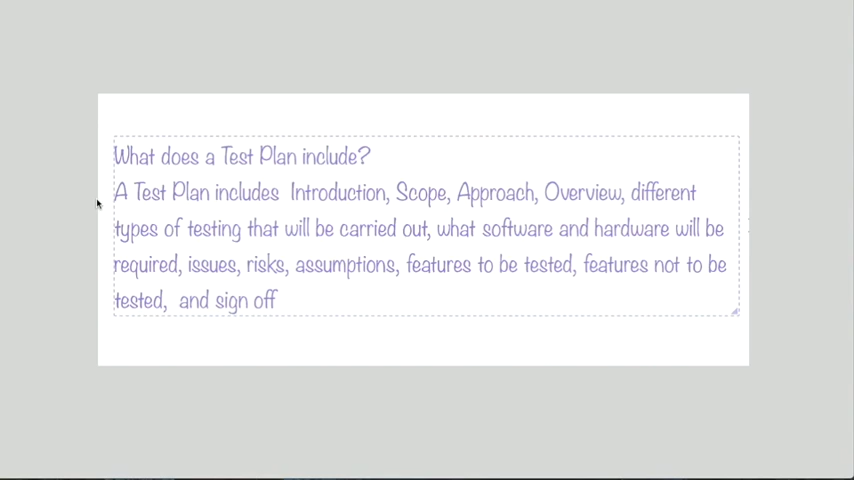 What does a Test Plan include?
A Test Plan includes  Introduction, Scope, Approach, Overview, different
types of testing that will be carried out, what software and hardware will be
required, issues, risks, assumptions, features to be tested, features not to be
tested,  and sign off